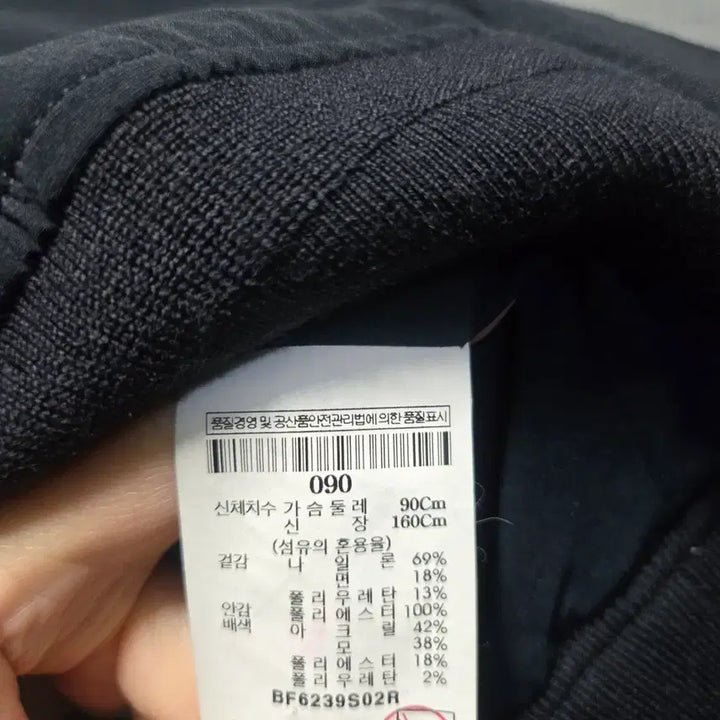 품질경영 및 공산품안전관리법에 의한 품질표시
090
신체치수 가슴둘레 90Cm
신 장 160Cm
(섬유의 혼용율)
겉감 나 일 론 69%
면 18%
폴리우레탄 13%
안감 폴리에스터 100%
배색 아 크 릴 42%
모 38%
폴리에스터 18%
폴리우레탄 2%
BF6239S02R